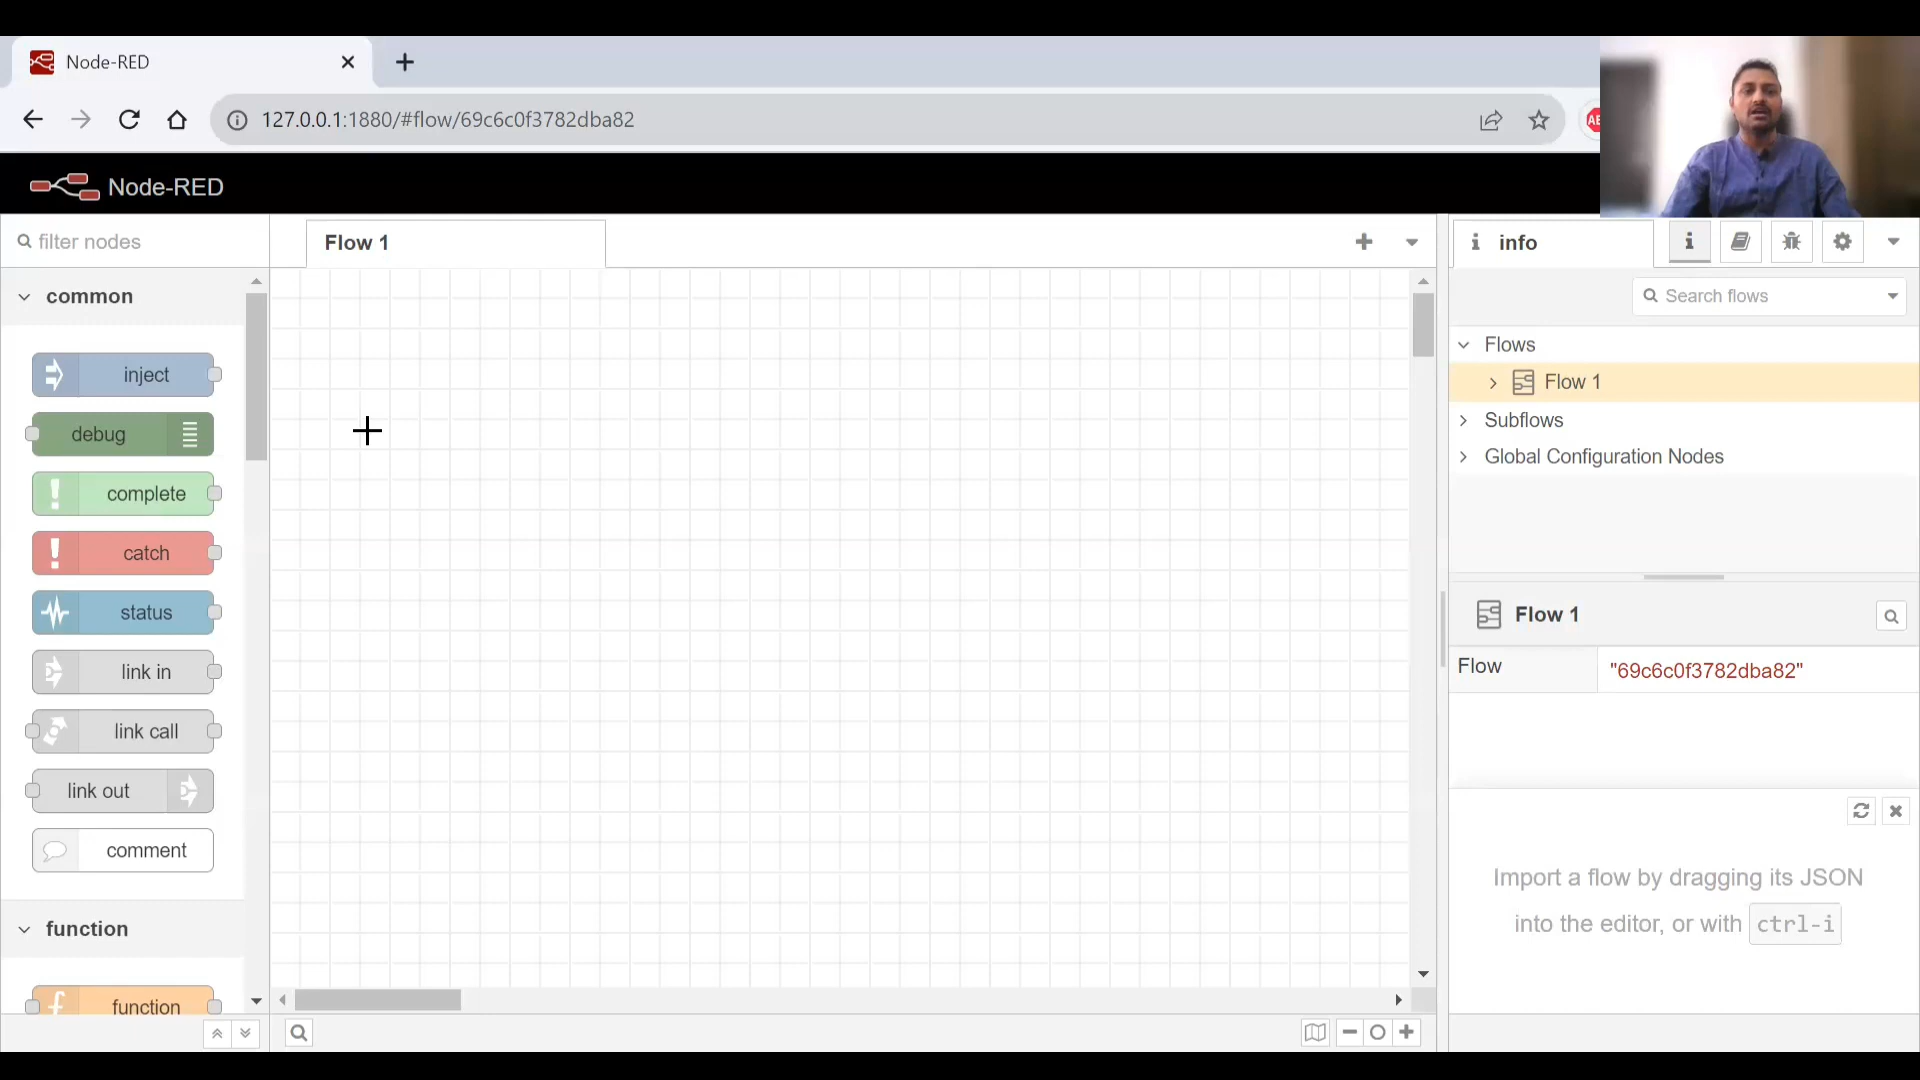 Node-RED
127.0.0.1:1880/#flow/69c6c0f3782dba82
Node-RED
filter nodes
Flow 1
info
common
Search flows
inject
Flows
Flow 1
debug
Subflows
Global Configuration Nodes
complete
catch
status
Flow 1
link in
Flow
"69c6c0f3782dba82"
link call
link out
comment
Import a flow by dragging its JSON
into the editor, or with ctrl-i
function
function